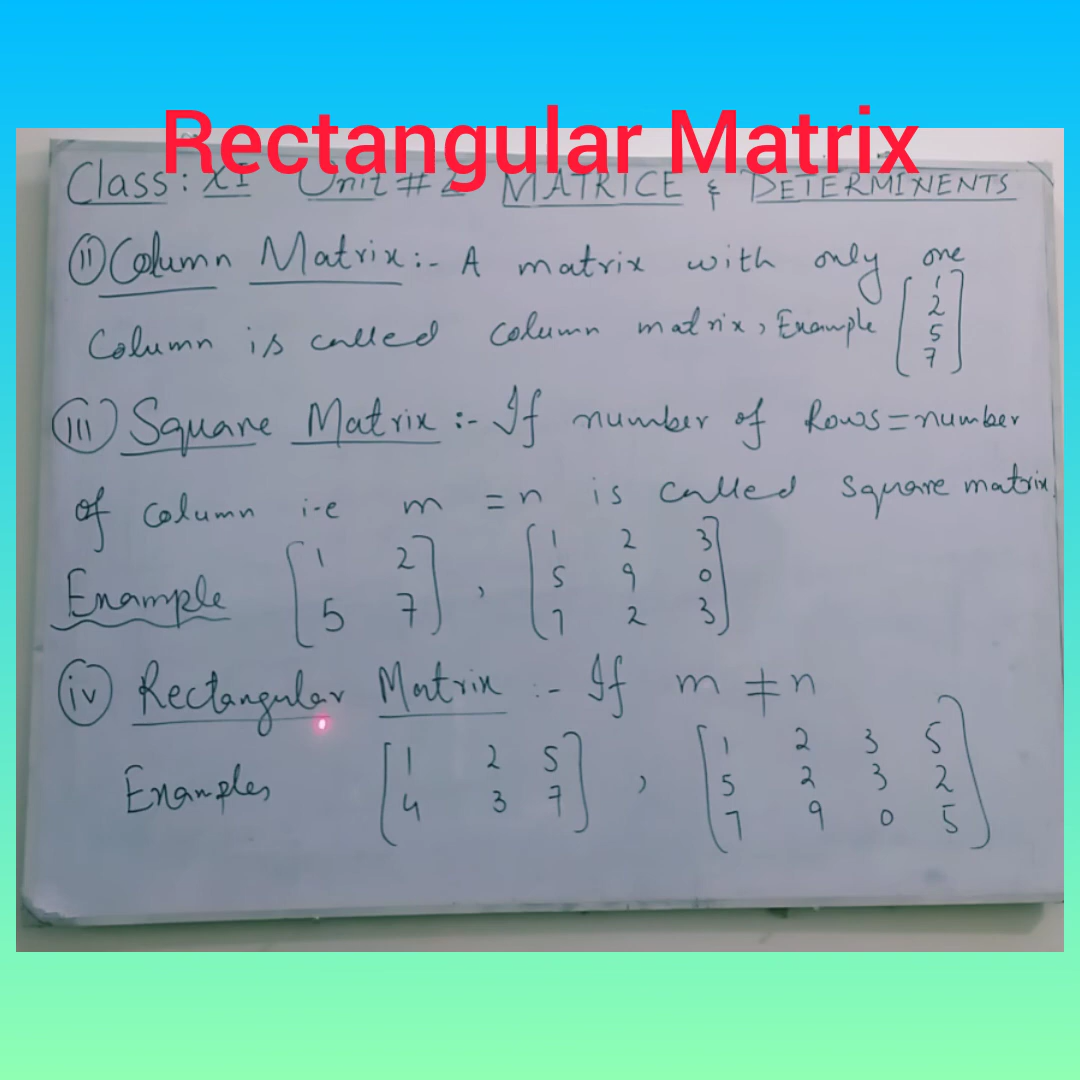 Rectangular Matrix
Class: XI Unit # 2 MATRICE & DETERMINENTS
(ii) Column Matrix:- A matrix with only one
Column is called column matrix, Example [1
2
5
7]
(iii) Square Matrix :- If number of Rows = number
of column i-e m = n is called square matrix.
Example [1 2
5 7] , [1 2 3
5 9 0
7 2 3]
(iv) Rectangular Matrix :- If m ≠ n
Examples [1 2 5
4 3 7] , [1 2 3 5
5 2 3 2
7 9 0 5]